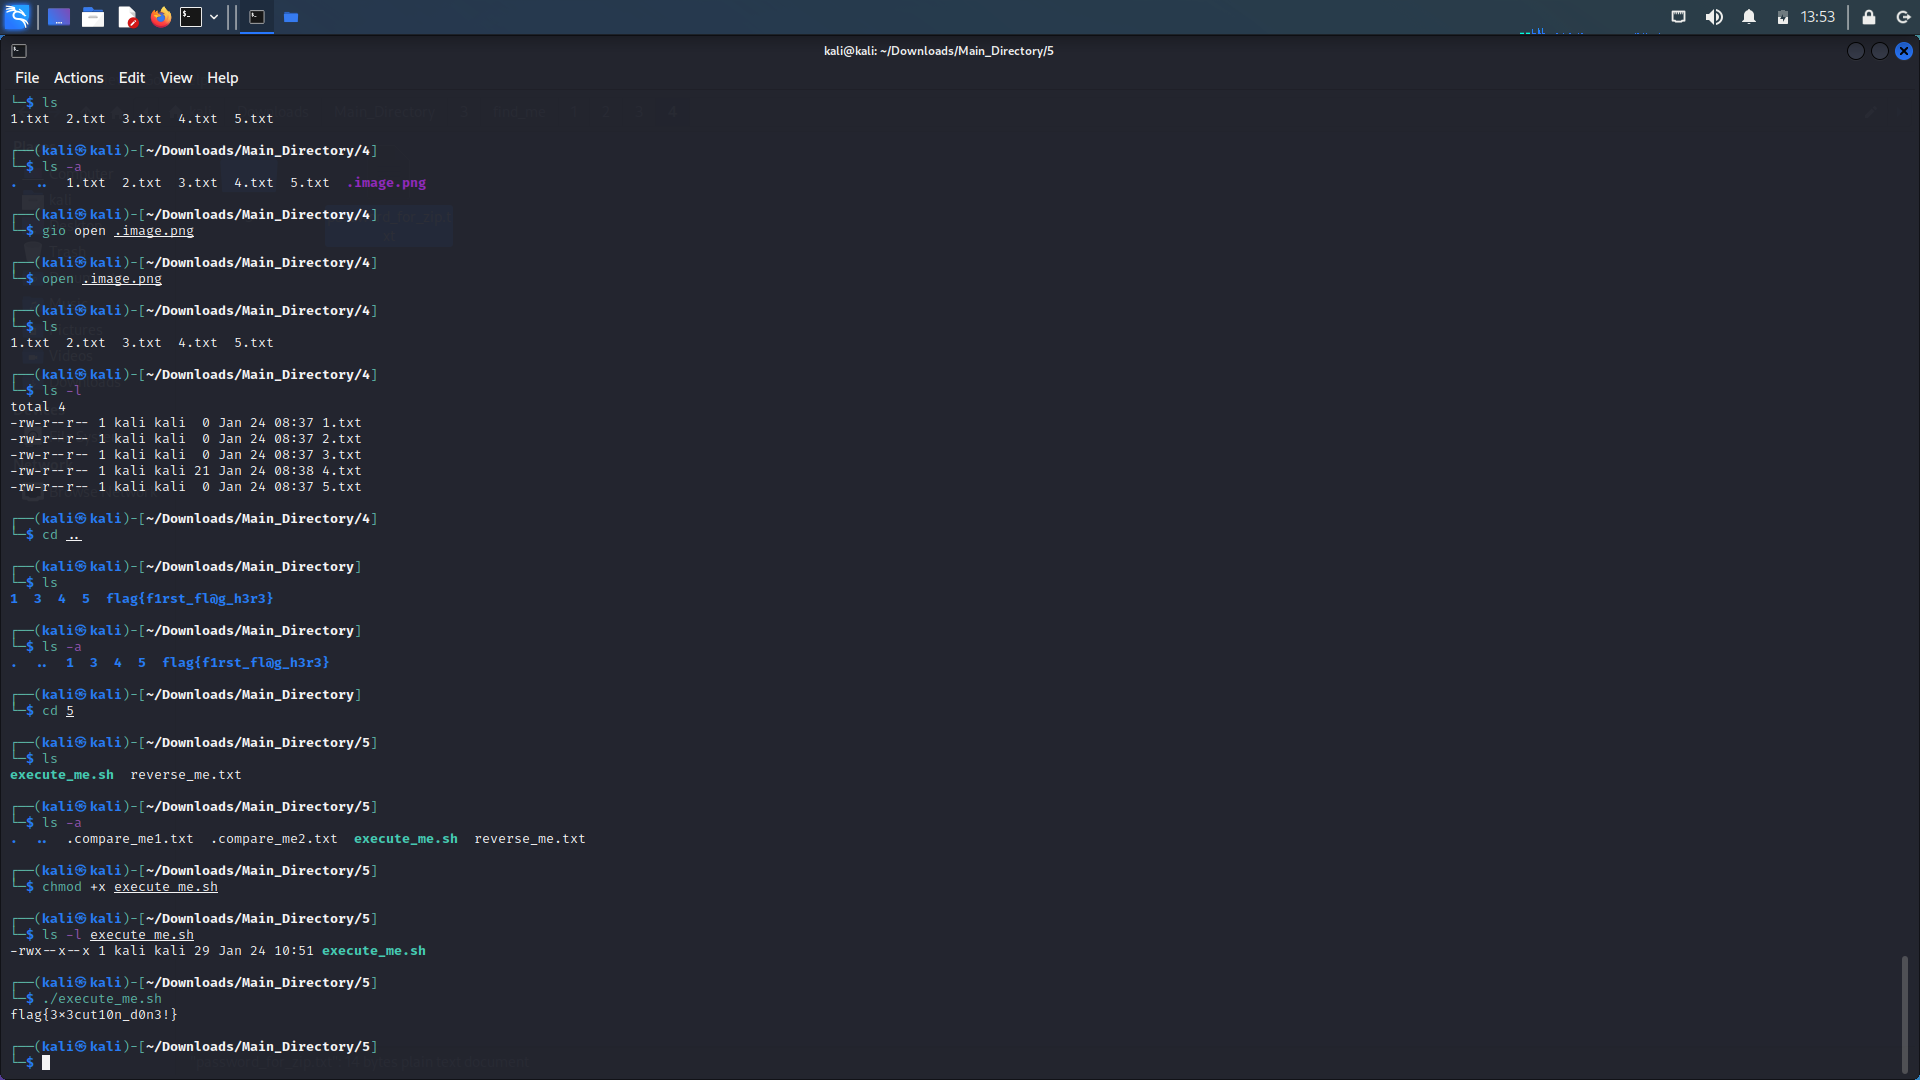 13:53
kali@kali: ~/Downloads/Main_Directory/5
File Actions Edit View Help
└─$ ls
1.txt  2.txt  3.txt  4.txt  5.txt
┌──(kali㉿kali)-[~/Downloads/Main_Directory/4]
└─$ ls -a
.  ..  1.txt  2.txt  3.txt  4.txt  5.txt  .image.png
┌──(kali㉿kali)-[~/Downloads/Main_Directory/4]
└─$ gio open .image.png
┌──(kali㉿kali)-[~/Downloads/Main_Directory/4]
└─$ open .image.png
┌──(kali㉿kali)-[~/Downloads/Main_Directory/4]
└─$ ls
1.txt  2.txt  3.txt  4.txt  5.txt
┌──(kali㉿kali)-[~/Downloads/Main_Directory/4]
└─$ ls -l
total 4
-rw-r--r-- 1 kali kali  0 Jan 24 08:37 1.txt
-rw-r--r-- 1 kali kali  0 Jan 24 08:37 2.txt
-rw-r--r-- 1 kali kali  0 Jan 24 08:37 3.txt
-rw-r--r-- 1 kali kali 21 Jan 24 08:38 4.txt
-rw-r--r-- 1 kali kali  0 Jan 24 08:37 5.txt
┌──(kali㉿kali)-[~/Downloads/Main_Directory/4]
└─$ cd ..
┌──(kali㉿kali)-[~/Downloads/Main_Directory]
└─$ ls
1  3  4  5  flag{f1rst_fl@g_h3r3}
┌──(kali㉿kali)-[~/Downloads/Main_Directory]
└─$ ls -a
.  ..  1  3  4  5  flag{f1rst_fl@g_h3r3}
┌──(kali㉿kali)-[~/Downloads/Main_Directory]
└─$ cd 5
┌──(kali㉿kali)-[~/Downloads/Main_Directory/5]
└─$ ls
execute_me.sh  reverse_me.txt
┌──(kali㉿kali)-[~/Downloads/Main_Directory/5]
└─$ ls -a
.  ..  .compare_me1.txt  .compare_me2.txt  execute_me.sh  reverse_me.txt
┌──(kali㉿kali)-[~/Downloads/Main_Directory/5]
└─$ chmod +x execute_me.sh
┌──(kali㉿kali)-[~/Downloads/Main_Directory/5]
└─$ ls -l execute_me.sh
-rwx--x--x 1 kali kali 29 Jan 24 10:51 execute_me.sh
┌──(kali㉿kali)-[~/Downloads/Main_Directory/5]
└─$ ./execute_me.sh
flag{3×3cut10n_d0n3!}
┌──(kali㉿kali)-[~/Downloads/Main_Directory/5]
└─$